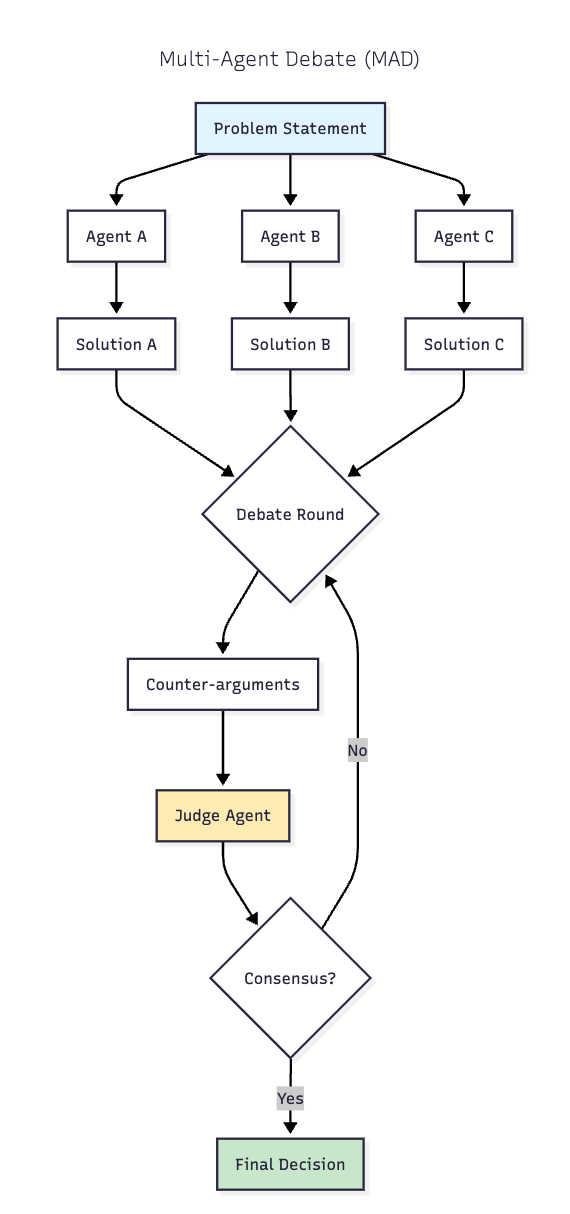 Multi-Agent Debate (MAD)
Problem Statement
Agent A
Agent B
Agent C
Solution A
Solution B
Solution C
Debate Round
Counter-arguments
No
Judge Agent
Consensus?
Yes
Final Decision